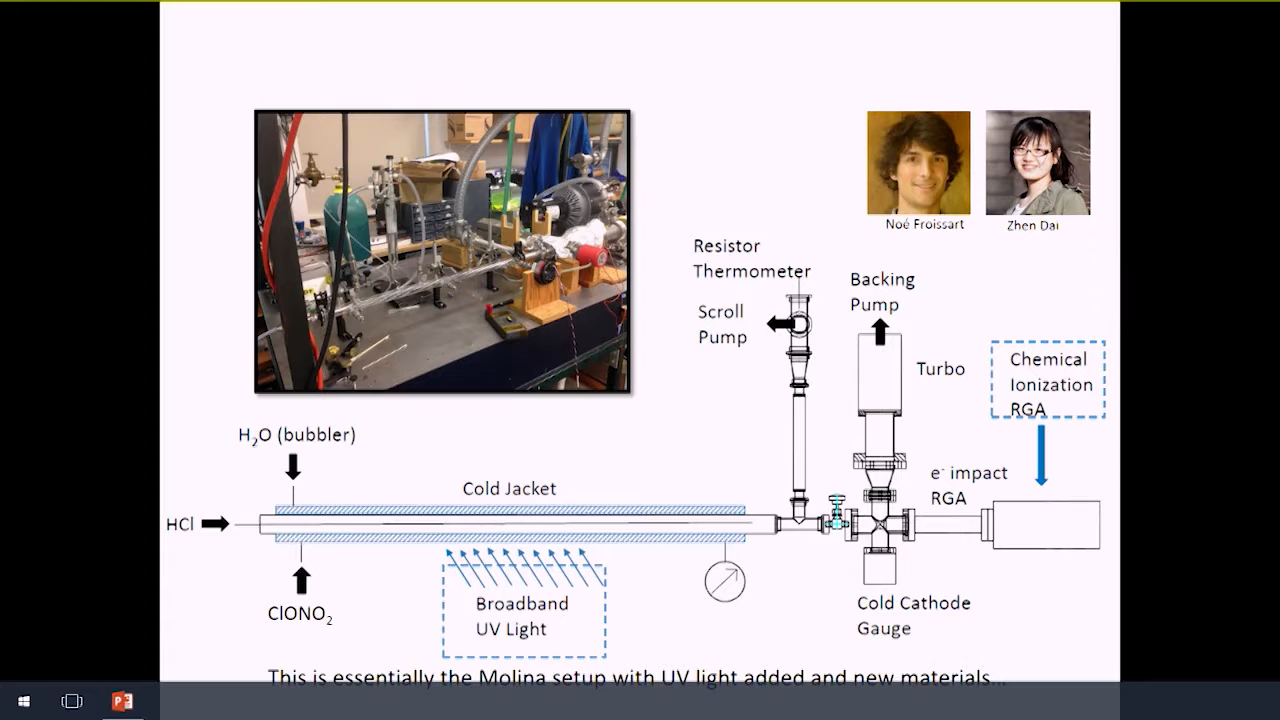 Noé Froissart
Zhen Dai
Resistor
Thermometer
Scroll
Pump
Backing
Pump
Turbo
Chemical
Ionization
RGA
e⁻ impact
RGA
H₂O (bubbler)
Cold Jacket
HCl
ClONO₂
Broadband
UV Light
Cold Cathode
Gauge
This is essentially the Molina setup with UV light added and new materials...